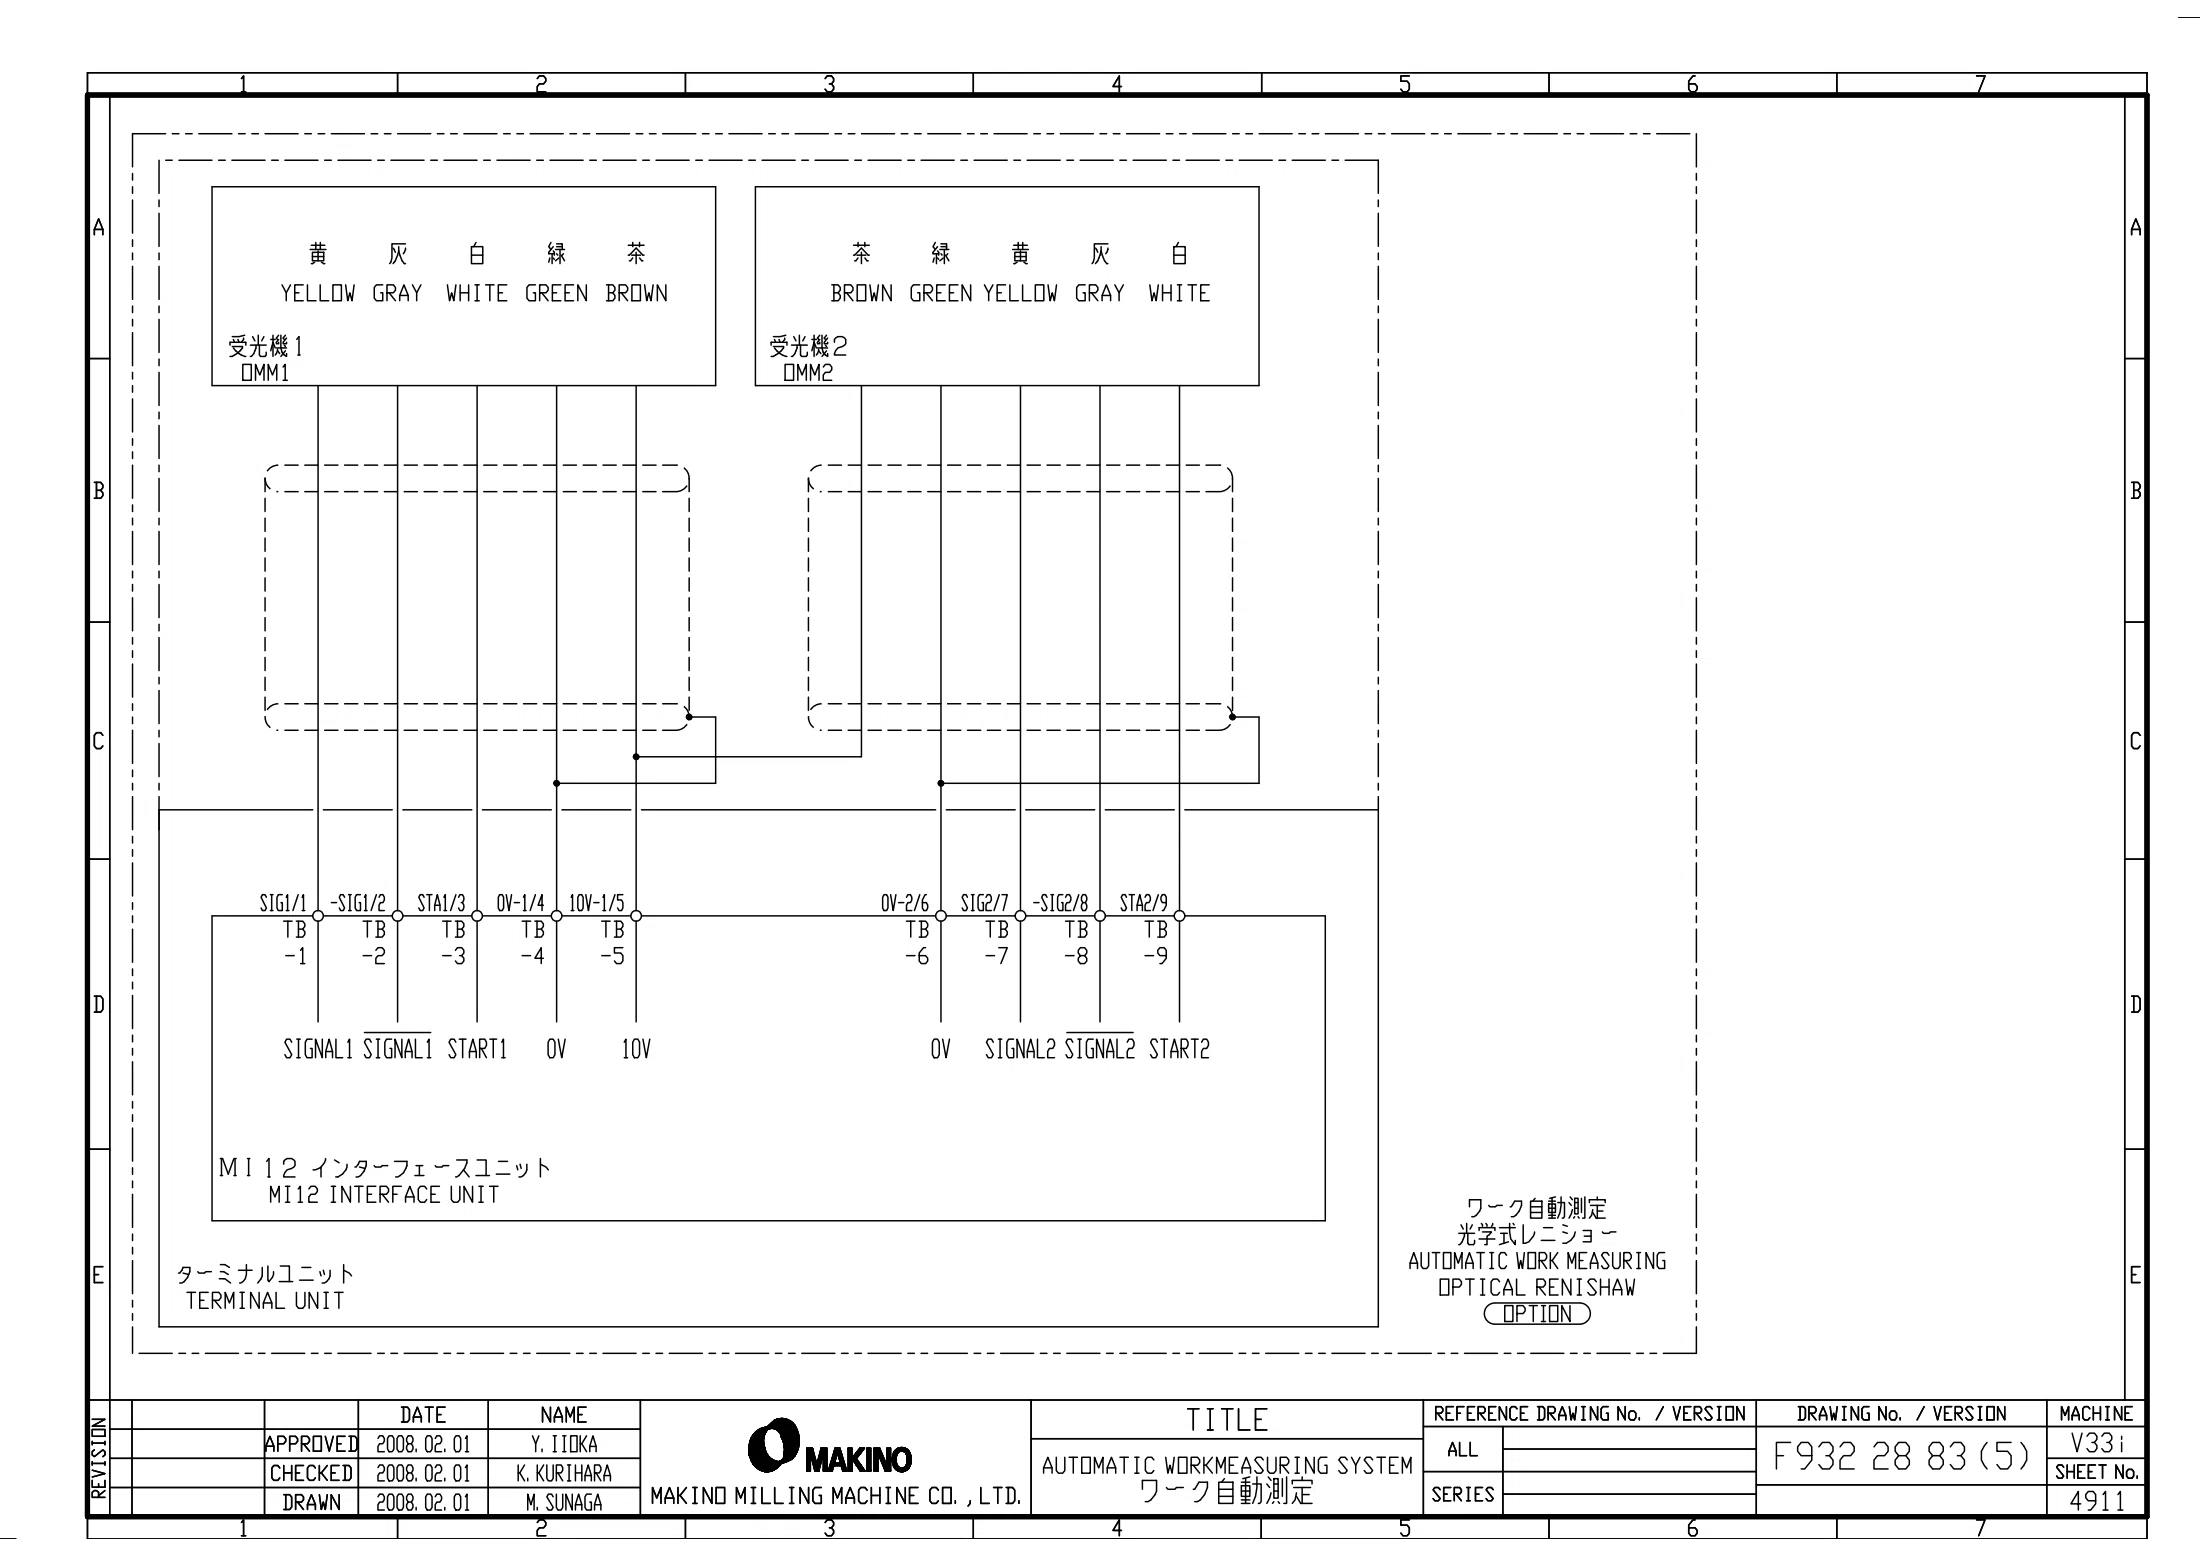 1 2 3 4 5 6 7
A A
黄 灰 白 緑 茶
YELLOW GRAY WHITE GREEN BROWN
受光機1
OMM1
茶 緑 黄 灰 白
BROWN GREEN YELLOW GRAY WHITE
受光機2
OMM2
B B
C C
SIG1/1 -SIG1/2 STA1/3 0V-1/4 10V-1/5 0V-2/6 SIG2/7 -SIG2/8 STA2/9
TB TB TB TB TB TB TB TB TB
-1 -2 -3 -4 -5 -6 -7 -8 -9
D D
SIGNAL1 SIGNAL1 START1 0V 10V 0V SIGNAL2 SIGNAL2 START2
MI12 インターフェースユニット
MI12 INTERFACE UNIT
ターミナルユニット
TERMINAL UNIT
E E
ワーク自動測定
光学式レニショー
AUTOMATIC WORK MEASURING
OPTICAL RENISHAW
OPTION
REVISION
DATE NAME
APPROVED 2008.02.01 Y. IIOKA
CHECKED 2008.02.01 K. KURIHARA
DRAWN 2008.02.01 M. SUNAGA
MAKINO
MAKINO MILLING MACHINE CO.,LTD.
TITLE
AUTOMATIC WORKMEASURING SYSTEM
ワーク自動測定
REFERENCE DRAWING No. / VERSION
ALL
SERIES
DRAWING No. / VERSION
F932 28 83(5)
MACHINE
V33i
SHEET No.
4911
1 2 3 4 5 6 7